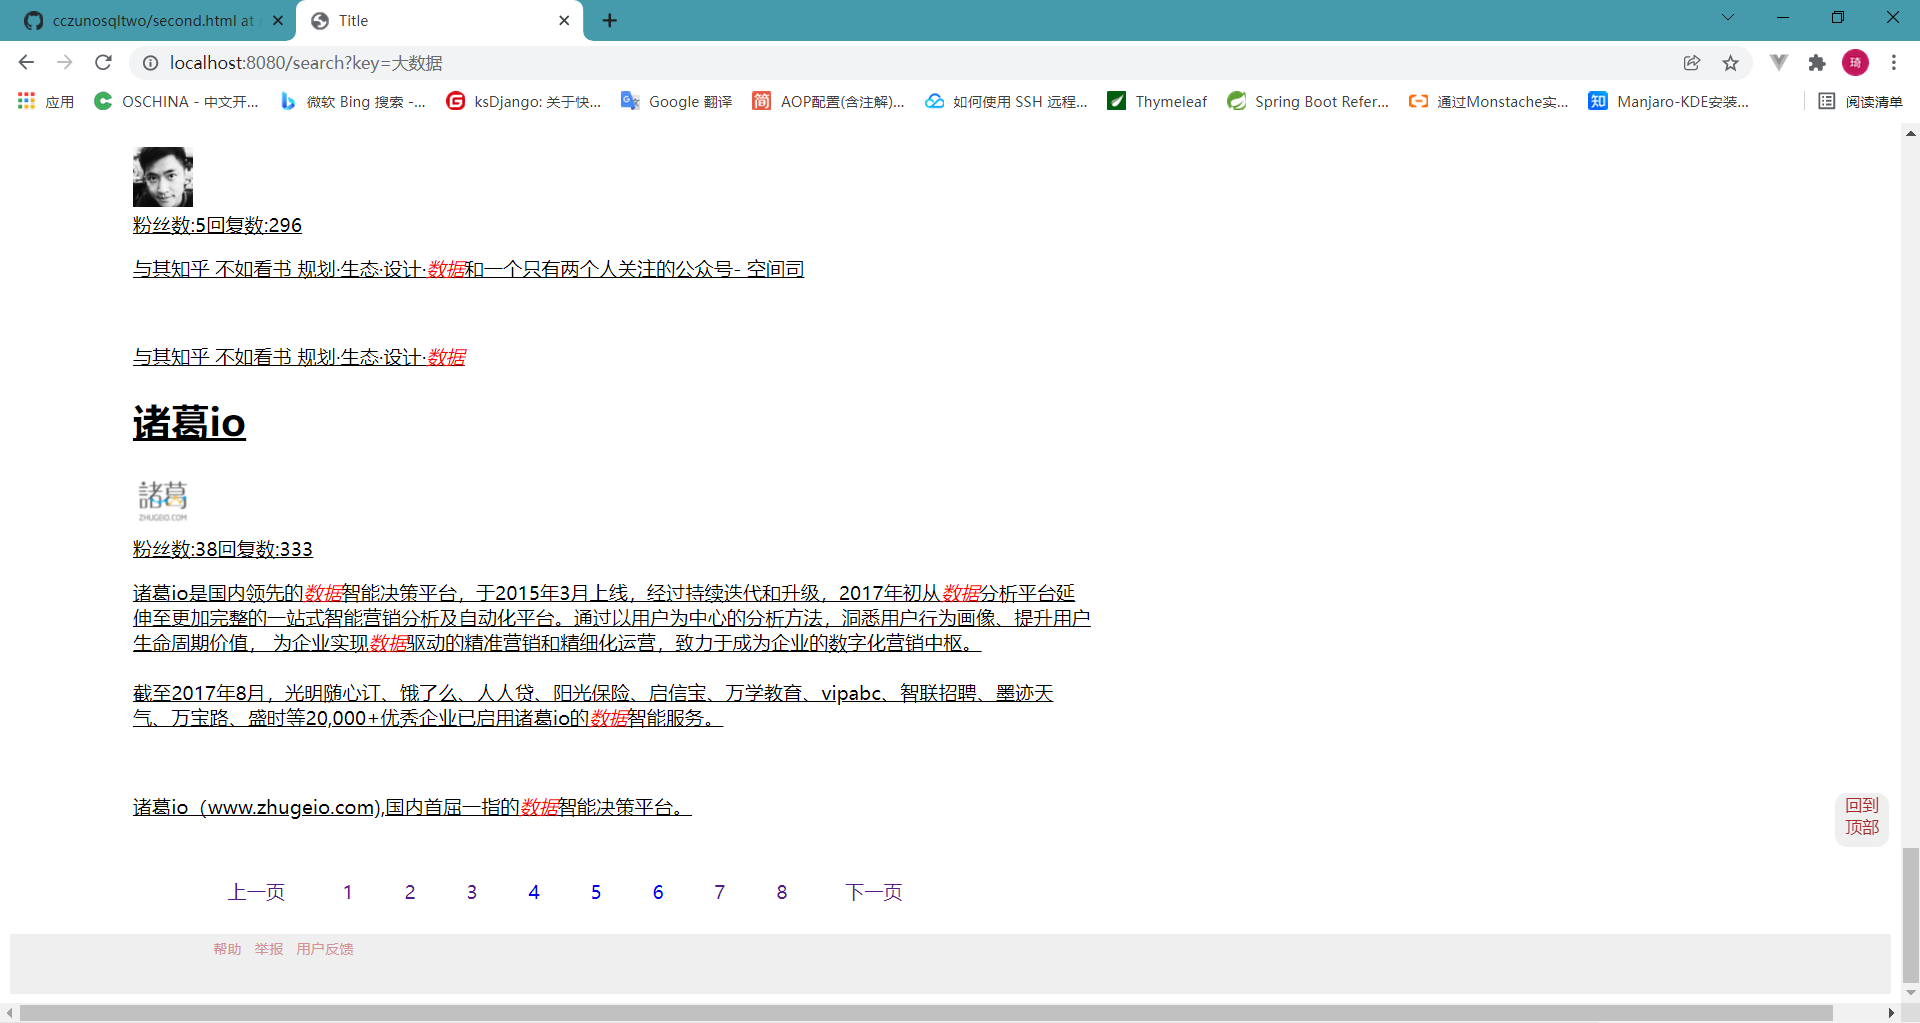 cczunosqltwo/second.html at
Title
localhost:8080/search?key=大数据
琦
应用
OSCHINA - 中文开...
微软 Bing 搜索 -...
ksDjango: 关于快...
Google 翻译
简
AOP配置(含注解)...
如何使用 SSH 远程...
Thymeleaf
Spring Boot Refer...
通过Monstache实...
知
Manjaro-KDE安装...
阅读清单
粉丝数:5回复数:296
与其知乎 不如看书 规划·生态·设计·数据和一个只有两个人关注的公众号- 空间司
与其知乎 不如看书 规划·生态·设计·数据
诸葛io
諸葛
ZHUGEIO.COM
粉丝数:38回复数:333
诸葛io是国内领先的数据智能决策平台，于2015年3月上线，经过持续迭代和升级，2017年初从数据分析平台延
伸至更加完整的一站式智能营销分析及自动化平台。通过以用户为中心的分析方法，洞悉用户行为画像、提升用户
生命周期价值， 为企业实现数据驱动的精准营销和精细化运营，致力于成为企业的数字化营销中枢。
截至2017年8月，光明随心订、饿了么、人人贷、阳光保险、启信宝、万学教育、vipabc、智联招聘、墨迹天
气、万宝路、盛时等20,000+优秀企业已启用诸葛io的数据智能服务。
诸葛io（www.zhugeio.com),国内首屈一指的数据智能决策平台。
回到
顶部
上一页 1 2 3 4 5 6 7 8 下一页
帮助 举报 用户反馈